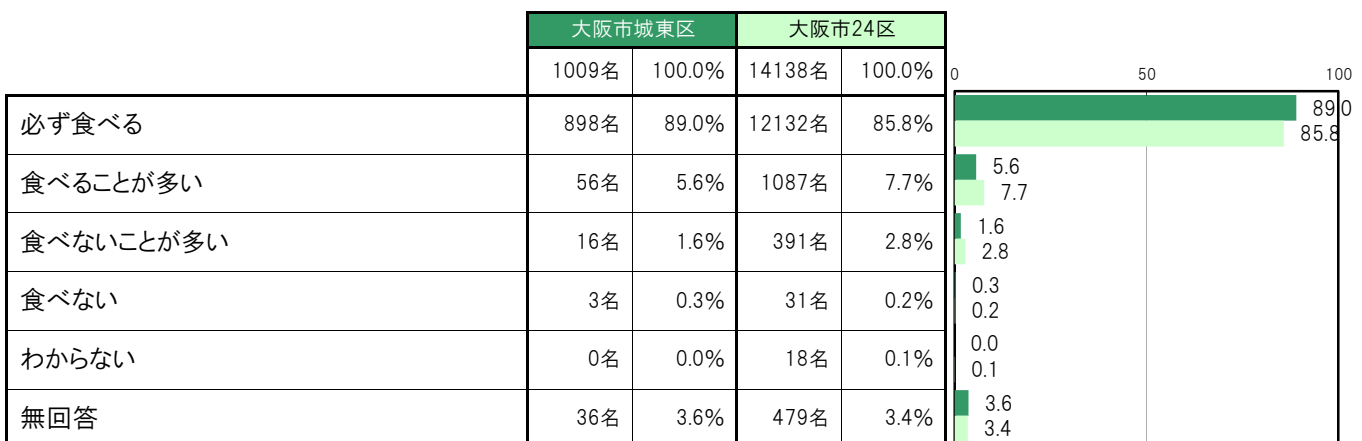 大阪市城東区 大阪市24区
1009名 100.0% 14138名 100.0% 0 50 100
必ず食べる 898名 89.0% 12132名 85.8% 89.0
85.8
食べることが多い 56名 5.6% 1087名 7.7% 5.6
7.7
食べないことが多い 16名 1.6% 391名 2.8% 1.6
2.8
食べない 3名 0.3% 31名 0.2% 0.3
0.2
わからない 0名 0.0% 18名 0.1% 0.0
0.1
無回答 36名 3.6% 479名 3.4% 3.6
3.4